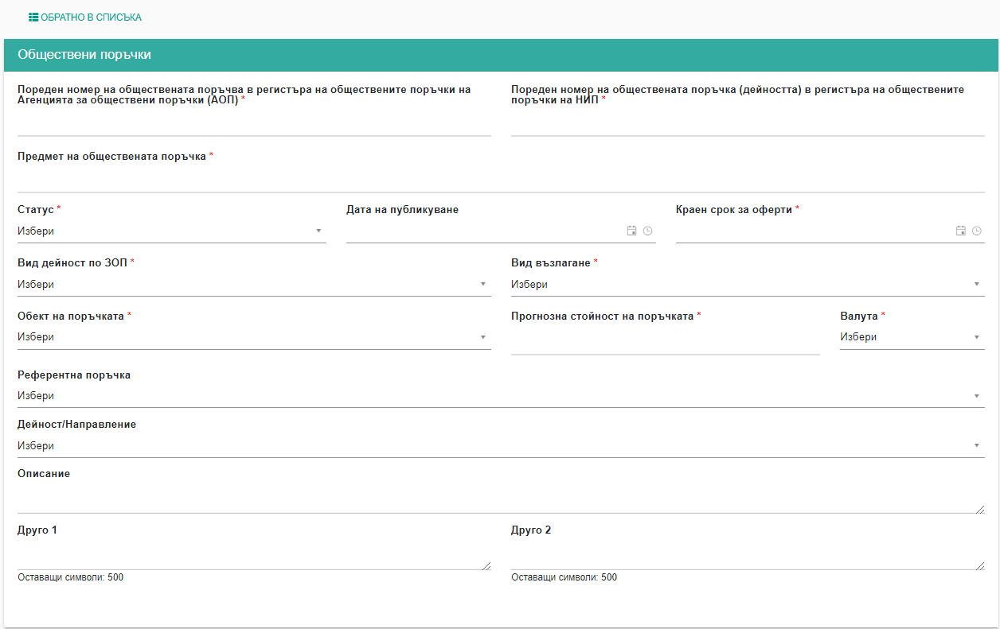 ОБРАТНО В СПИСЪКА
Обществени поръчки
Пореден номер на обществената поръчва в регистъра на обществените поръчки на
Агенцията за обществени поръчки (АОП) *
Пореден номер на обществената поръчка (дейността) в регистъра на обществените
поръчки на НИП *
Предмет на обществената поръчка *
Статус *
Избери
Дата на публикуване
Краен срок за оферти *
Вид дейност по ЗОП *
Избери
Вид възлагане *
Избери
Обект на поръчката *
Избери
Прогнозна стойност на поръчката *
Валута *
Избери
Референтна поръчка
Избери
Дейност/Направление
Избери
Описание
Друго 1
Оставащи символи: 500
Друго 2
Оставащи символи: 500